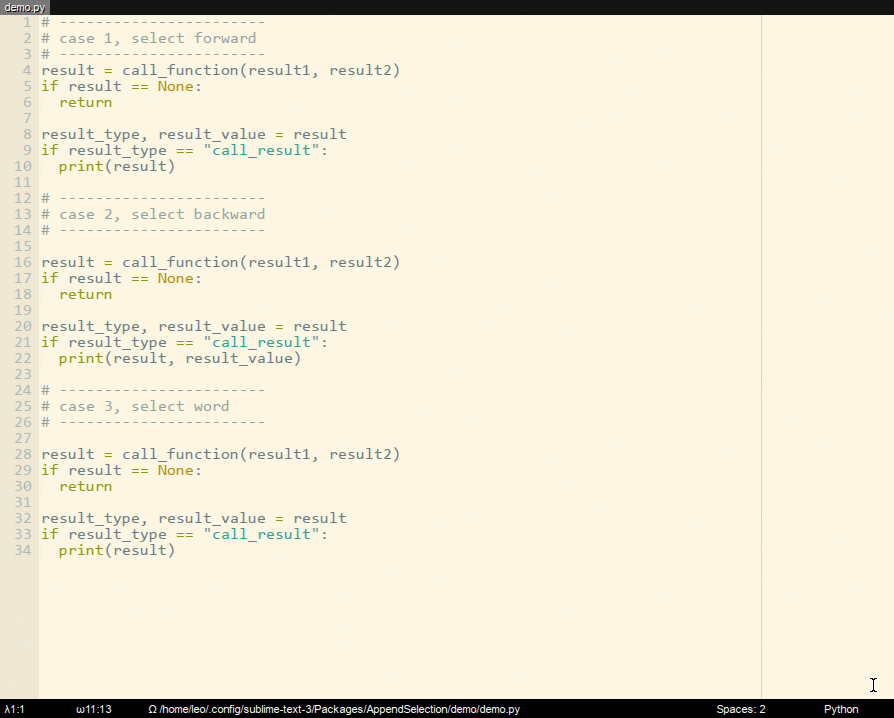 demo.py
1 # -----------------------
2 # case 1, select forward
3 # -----------------------
4 result = call_function(result1, result2)
5 if result == None:
6   return
7
8 result_type, result_value = result
9 if result_type == "call_result":
10   print(result)
11
12 # -----------------------
13 # case 2, select backward
14 # -----------------------
15
16 result = call_function(result1, result2)
17 if result == None:
18   return
19
20 result_type, result_value = result
21 if result_type == "call_result":
22   print(result, result_value)
23
24 # -----------------------
25 # case 3, select word
26 # -----------------------
27
28 result = call_function(result1, result2)
29 if result == None:
30   return
31
32 result_type, result_value = result
33 if result_type == "call_result":
34   print(result)
λ1:1 ω11:13 Ω /home/leo/.config/sublime-text-3/Packages/AppendSelection/demo/demo.py Spaces: 2 Python